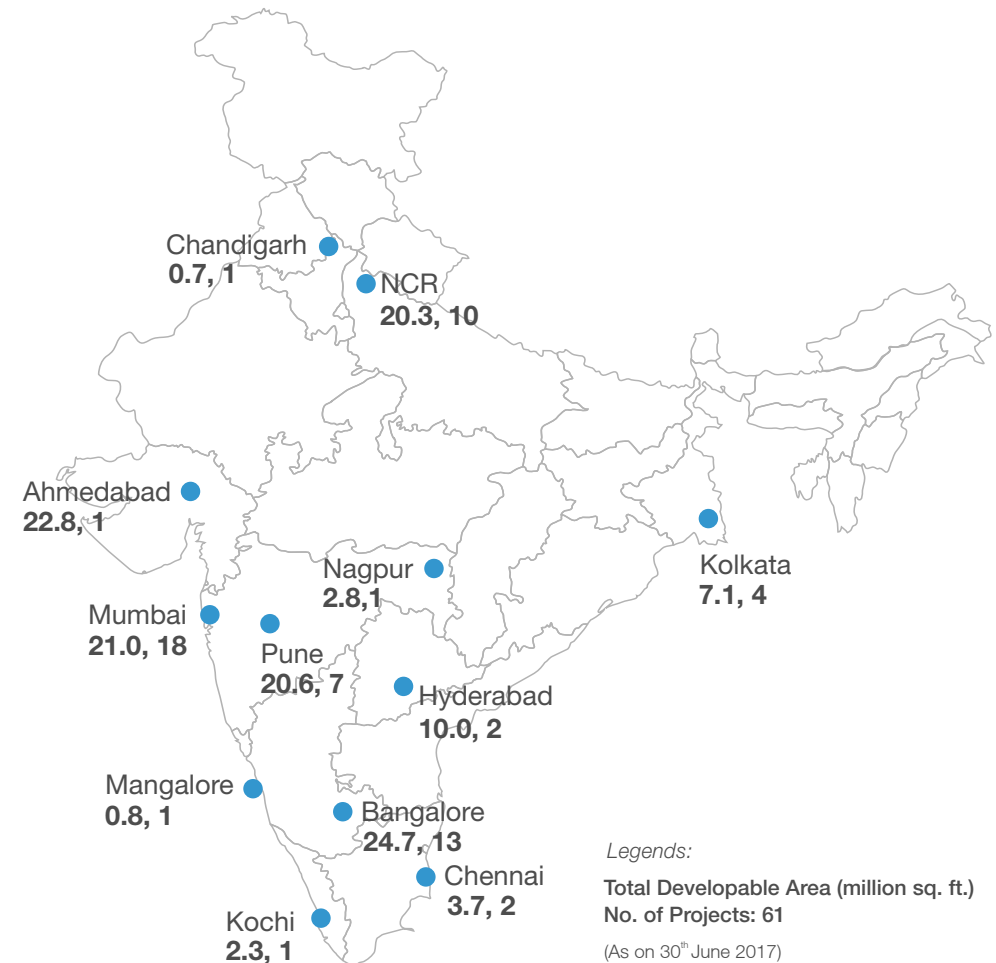 Chandigarh
0.7, 1
NCR
20.3, 10
Ahmedabad
22.8, 1
Nagpur
2.8,1
Kolkata
7.1, 4
Mumbai
21.0, 18
Pune
20.6, 7
Hyderabad
10.0, 2
Mangalore
0.8, 1
Bangalore
24.7, 13
Chennai
3.7, 2
Kochi
2.3, 1
Legends:
Total Developable Area (million sq. ft.)
No. of Projects: 61
(As on 30th June 2017)